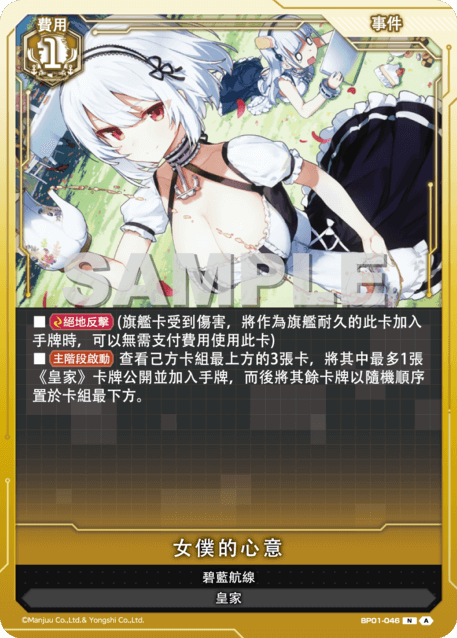 費用
1
事件
SAMPLE
■ 絕地反擊 (旗艦卡受到傷害，將作為旗艦耐久的此卡加入
手牌時，可以無需支付費用使用此卡)
■ 主階段啟動 查看己方卡組最上方的3張卡，將其中最多1張
《皇家》卡牌公開並加入手牌，而後將其餘卡牌以隨機順序
置於卡組最下方。
女僕的心意
碧藍航線
皇家
©Manjuu Co.,Ltd.& Yongshi Co.,Ltd.
BP01-046 N A